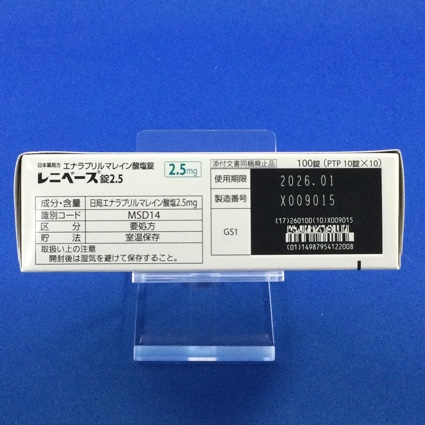 日本薬局方 エナラプリルマレイン酸塩錠
レニベース®錠2.5
2.5mg
成分・含量 日局エナラプリルマレイン酸塩2.5mg
識別コード MSD14
区分 要処方
貯法 室温保存
取扱い上の注意
開封後は湿気を避けて保存すること。
添付文書同梱廃止品
100錠 (PTP 10錠×10)
使用期限 2026.01
製造番号 X009015
GS1
(17)260100(10)X009015
(01)14987954122008